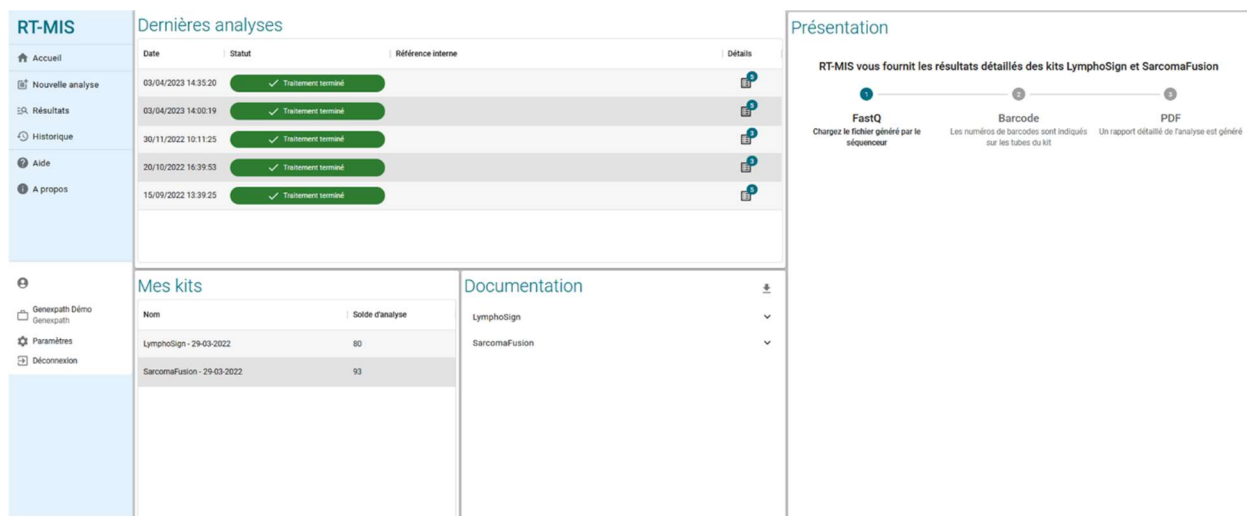 RT-MIS
Accueil
Nouvelle analyse
Résultats
Historique
Aide
A propos
Genexpath Démo
Genexpath
Paramètres
Déconnexion
Dernières analyses
Date Statut Référence interne Détails
03/04/2023 14:35:20 Traitement terminé 5
03/04/2023 14:00:19 Traitement terminé 5
30/11/2022 10:11:25 Traitement terminé 3
20/10/2022 16:39:53 Traitement terminé 3
15/09/2022 13:39:25 Traitement terminé 5
Mes kits
Nom Solde d'analyse
LymphoSign - 29-03-2022 80
SarcomaFusion - 29-03-2022 93
Documentation
LymphoSign
SarcomaFusion
Présentation
RT-MIS vous fournit les résultats détaillés des kits LymphoSign et SarcomaFusion
1 2 3
FastQ Barcode PDF
Chargez le fichier généré par le Les numéros de barcodes sont indiqués Un rapport détaillé de l'analyse est généré
séquenceur sur les tubes du kit